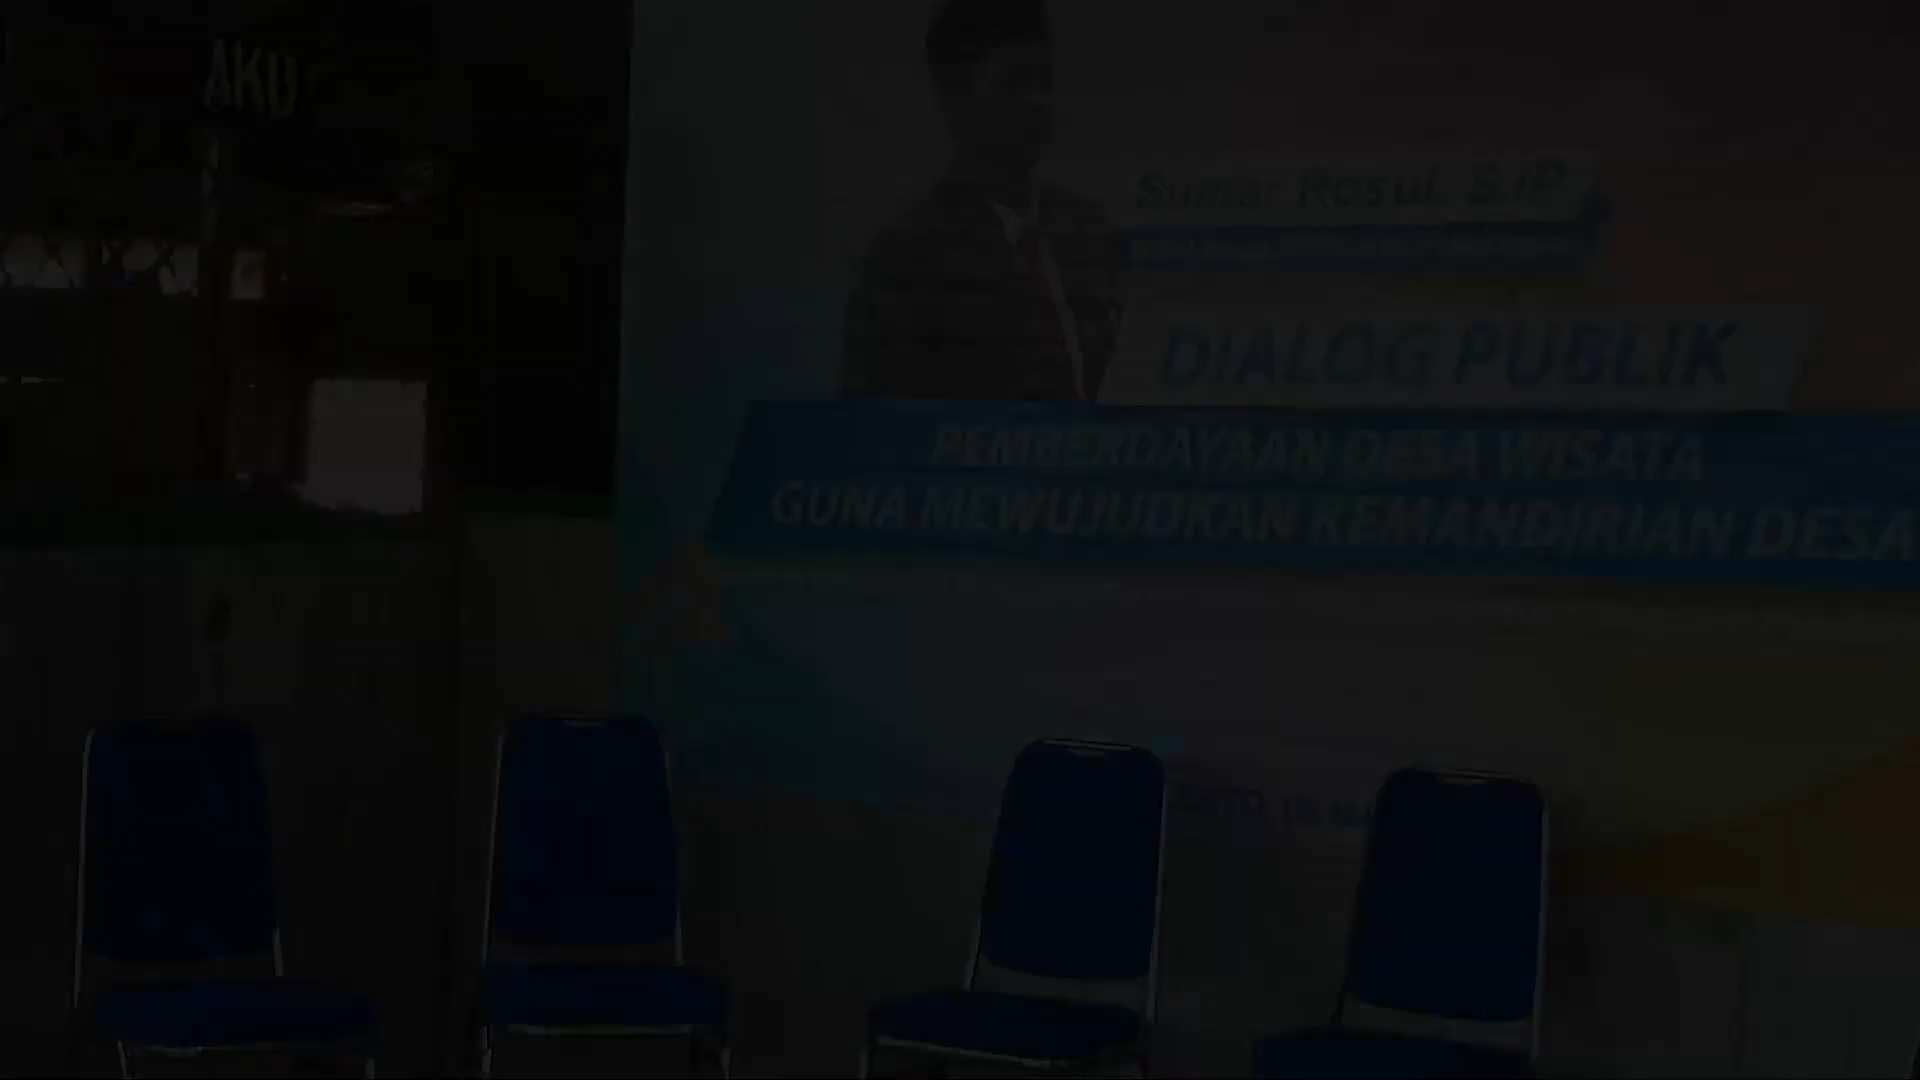 AKU
Sumar Rosul, S.IP
DIALOG PUBLIK
PEMBERDAYAAN DESA WISATA
GUNA MEWUJUDKAN KEMANDIRIAN DESA